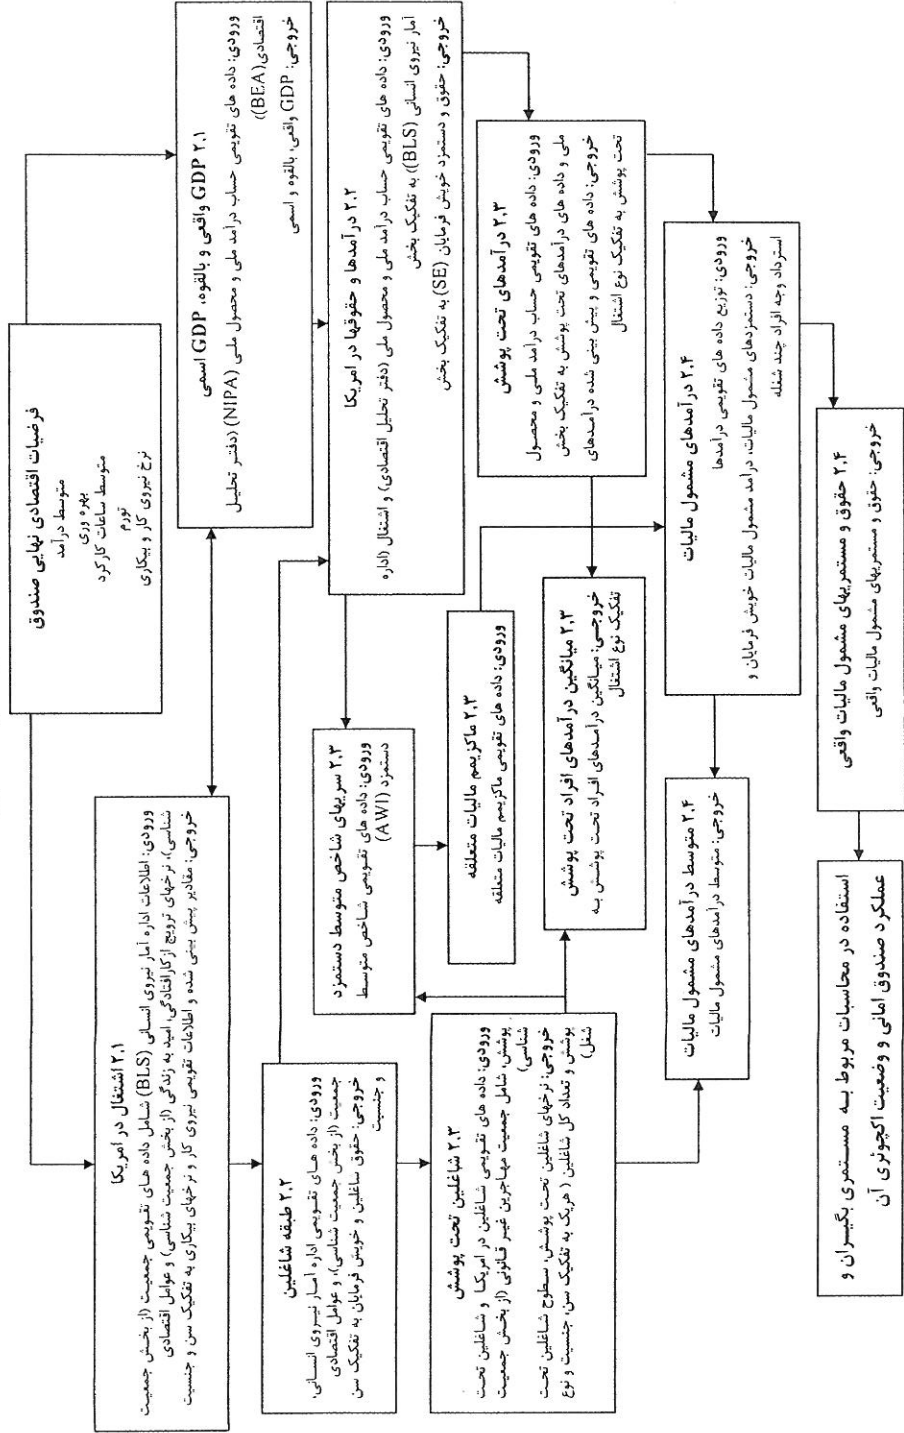 فرضیات اقتصادی نهایی صندوق
متوسط درآمد
بهره وری
متوسط ساعات کارکرد
تورم
نرخ نیروی کار و بیکاری
۲.۱ GDP واقعی و بالقوه، GDP اسمی
ورودی: داده های تقویمی حساب درآمد ملی و محصول ملی (NIPA) (دفتر تحلیل
اقتصادی (BEA))
خروجی: GDP واقعی، بالقوه و اسمی
۲.۱ اشتغال در امریکا
ورودی: اطلاعات اداره آمار نیروی انسانی (BLS) شامل داده های تقویمی جمعیت (از بخش جمعیت
شناسی)، نرخهای ترویج ازکارافتادگی، امید به زندگی (از بخش جمعیت شناسی) و عوامل اقتصادی
خروجی: مقادیر پیش بینی شده و اطلاعات تقویمی نیروی کار و نرخهای بیکاری به تفکیک سن و جنسیت
۲.۲ درآمدها و حقوقها در امریکا
ورودی: داده های تقویمی حساب درآمد ملی و محصول ملی (دفتر تحلیل اقتصادی) و اشتغال (اداره
آمار نیروی انسانی (BLS)) به تفکیک بخش
خروجی: حقوق و دستمزد خویش فرمایان (SE) به تفکیک بخش
۲.۲ طبقه شاغلین
ورودی: داده های تقویمی اداره آمار نیروی انسانی،
جمعیت (از بخش جمعیت شناسی)، و عوامل اقتصادی
خروجی: حقوق شاغلین و خویش فرمایان به تفکیک سن
و جنسیت
۲.۳ سریهای شاخص متوسط دستمزد
ورودی: داده های تقویمی شاخص متوسط
دستمزد (AWI)
۲.۳ درآمدهای تحت پوشش
ورودی: داده های تقویمی حساب درآمد ملی و محصول
ملی و داده های درآمدهای تحت پوشش به تفکیک بخش
خروجی: داده های تقویمی و پیش بینی شده درآمدهای
تحت پوشش به تفکیک نوع اشتغال
۲.۳ ماکزیمم مالیات متعلقه
ورودی: داده های تقویمی ماکزیمم مالیات متعلقه
۲.۳ شاغلین تحت پوشش
ورودی: داده های تقویمی شاغلین در امریکا و شاغلین تحت
پوشش، شامل جمعیت مهاجرین غیر قانونی (از بخش جمعیت
شناسی)
خروجی: نرخهای شاغلین تحت پوشش، سطوح شاغلین تحت
پوشش و تعداد کل شاغلین ( هریک به تفکیک سن، جنسیت و نوع
شغل)
۲.۳ میانگین درآمدهای افراد تحت پوشش
خروجی: میانگین درآمدهای افراد تحت پوشش به
تفکیک نوع اشتغال
۲.۴ درآمدهای مشمول مالیات
ورودی: توزیع داده های تقویمی درآمدها
خروجی: دستمزدهای مشمول مالیات، درآمد مشمول مالیات خویش فرمایان و
استرداد وجه افراد چند شغله
۲.۴ متوسط درآمدهای مشمول مالیات
خروجی: متوسط درآمدهای مشمول مالیات
۲.۴ حقوق و مستمریهای مشمول مالیات واقعی
خروجی: حقوق و مستمریهای مشمول مالیات واقعی
استفاده در محاسبات مربوط به مستمری بگیران و
عملکرد صندوق امانی و وضعیت اکچوئری آن